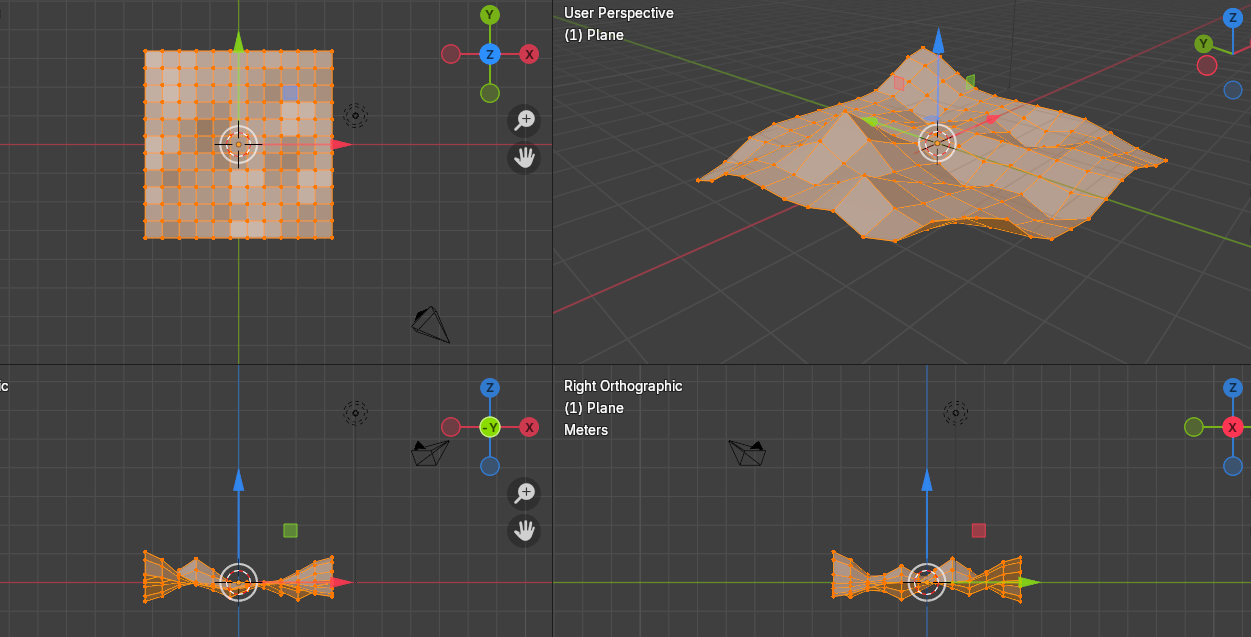 Y
Z
X
User Perspective
(1) Plane
Z
Y
c
Z
-Y
X
Right Orthographic
(1) Plane
Meters
Z
X